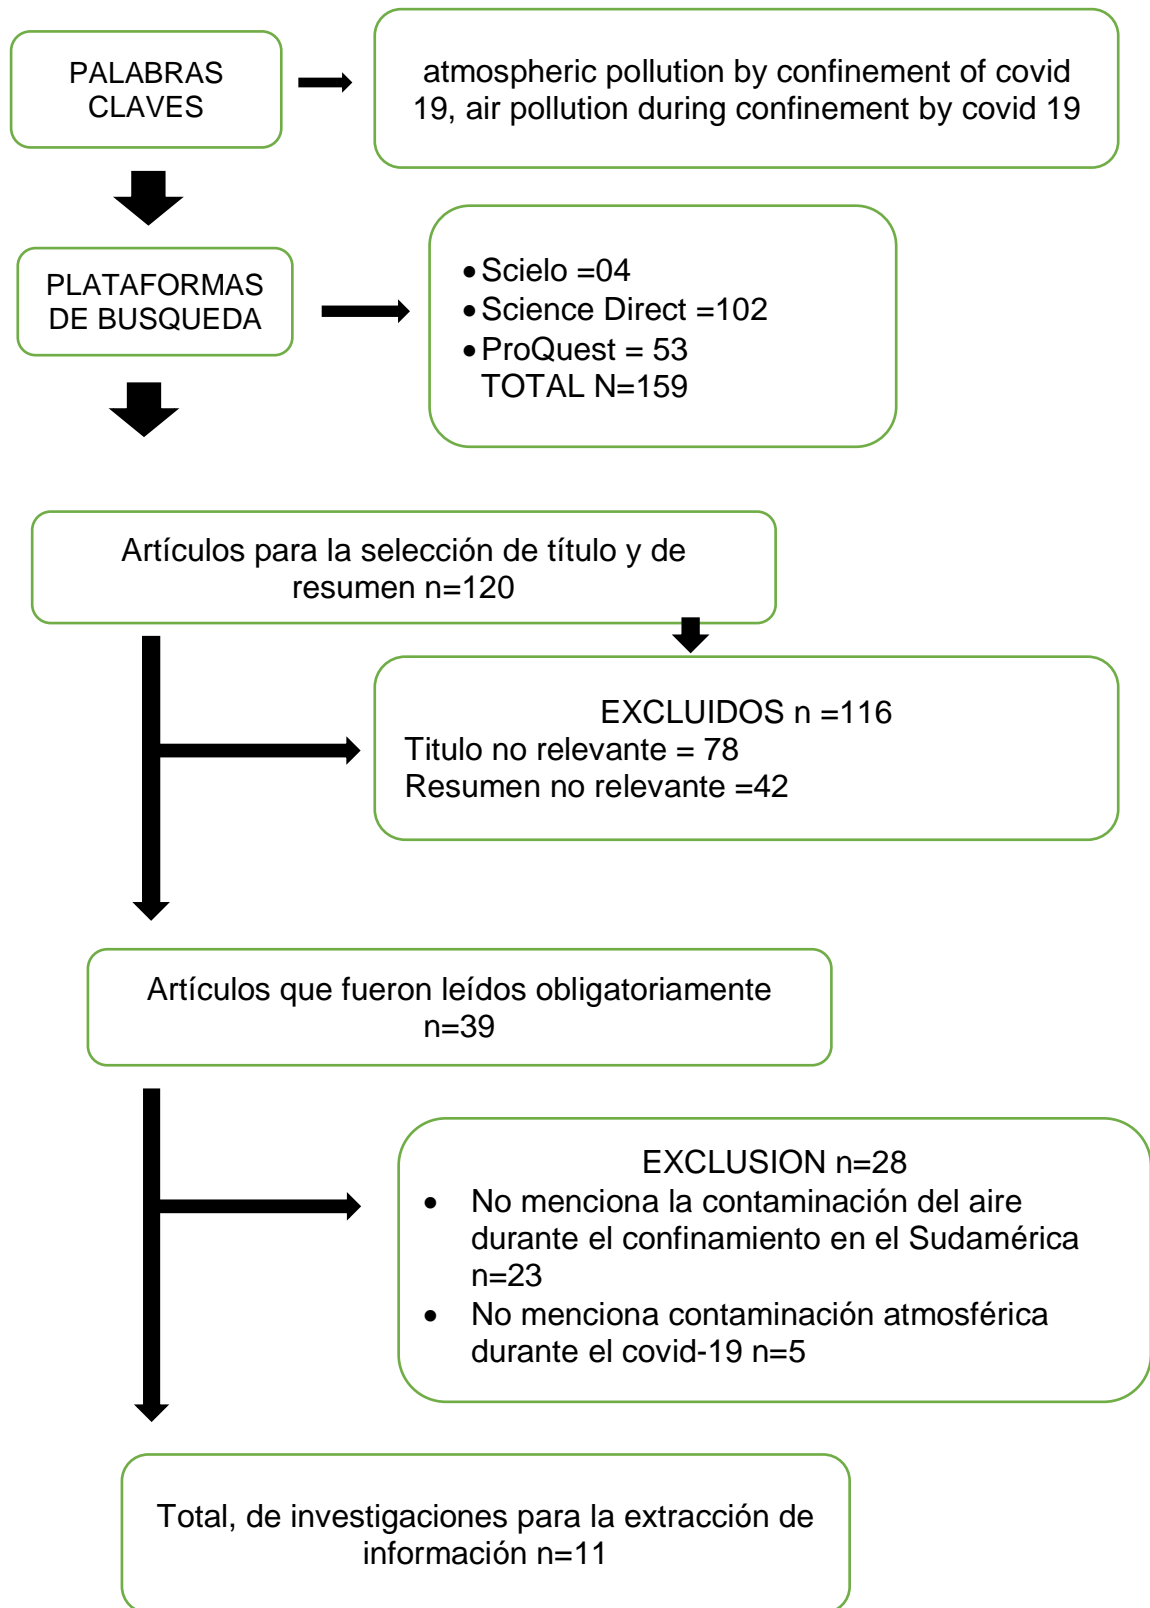 PALABRAS
CLAVES
atmospheric pollution by confinement of covid
19, air pollution during confinement by covid 19
PLATAFORMAS
DE BUSQUEDA
• Scielo =04
• Science Direct =102
• ProQuest = 53
TOTAL N=159
Artículos para la selección de título y de
resumen n=120
EXCLUIDOS n =116
Titulo no relevante = 78
Resumen no relevante =42
Artículos que fueron leídos obligatoriamente
n=39
EXCLUSION n=28
• No menciona la contaminación del aire
durante el confinamiento en el Sudamérica
n=23
• No menciona contaminación atmosférica
durante el covid-19 n=5
Total, de investigaciones para la extracción de
información n=11